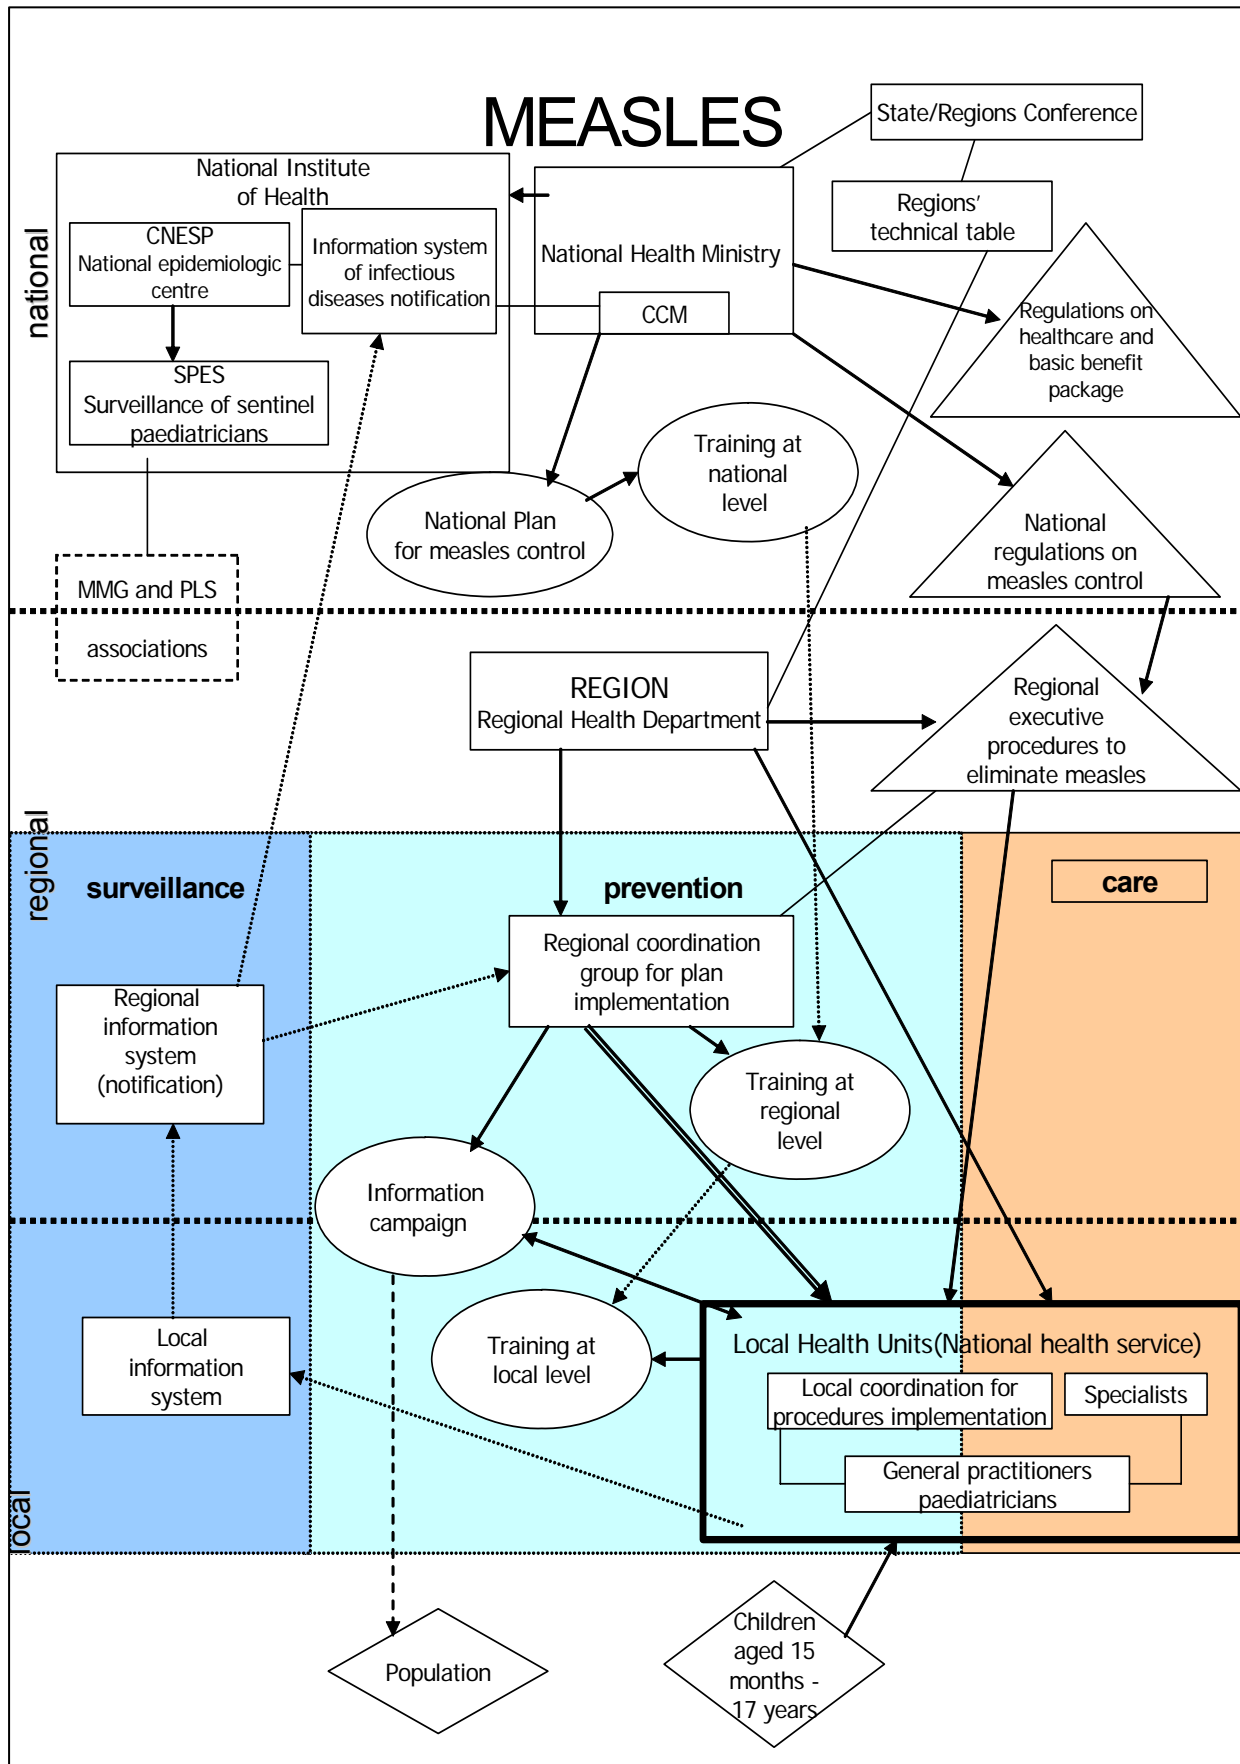 MEASLES
State/Regions Conference
National Institute
of Health
Regions'
technical table
national
CNESP
National epidemiologic
centre
Information system
of infectious
diseases notification
National Health Ministry
CCM
Regulations on
healthcare and
basic benefit
package
SPES
Surveillance of sentinel
paediatricians
Training at
national
level
National Plan
for measles control
National
regulations on
measles control
MMG and PLS
associations
REGION
Regional Health Department
Regional
executive
procedures to
eliminate measles
regional
surveillance
prevention
care
Regional coordination
group for plan
implementation
Regional
information
system
(notification)
Training at
regional
level
Information
campaign
Local
information
system
Training at
local level
Local Health Units(National health service)
Local coordination for
procedures implementation
Specialists
General practitioners
paediatricians
local
Population
Children
aged 15
months -
17 years